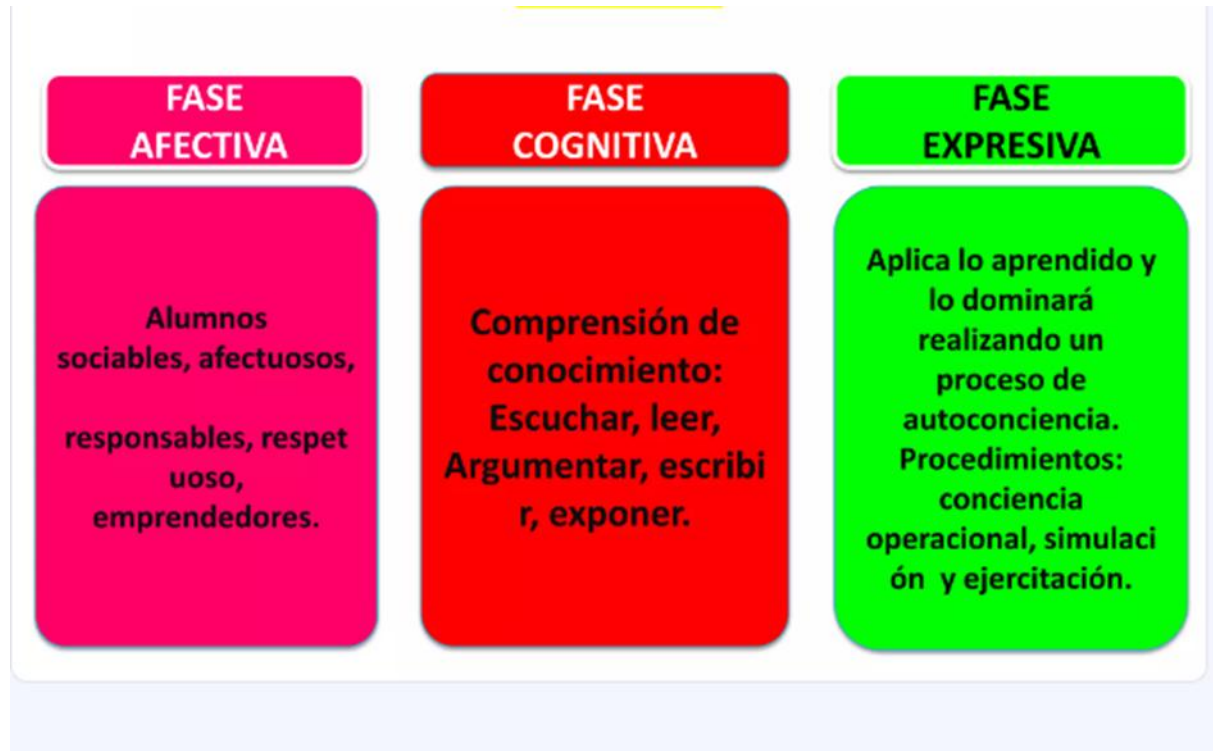 FASE
AFECTIVA
Alumnos
sociables, afectuosos,
responsables, respet
uoso,
emprendedores.
FASE
COGNITIVA
Comprensión de
conocimiento:
Escuchar, leer,
Argumentar, escribi
r, exponer.
FASE
EXPRESIVA
Aplica lo aprendido y
lo dominará
realizando un
proceso de
autoconciencia.
Procedimientos:
conciencia
operacional, simulaci
ón y ejercitación.